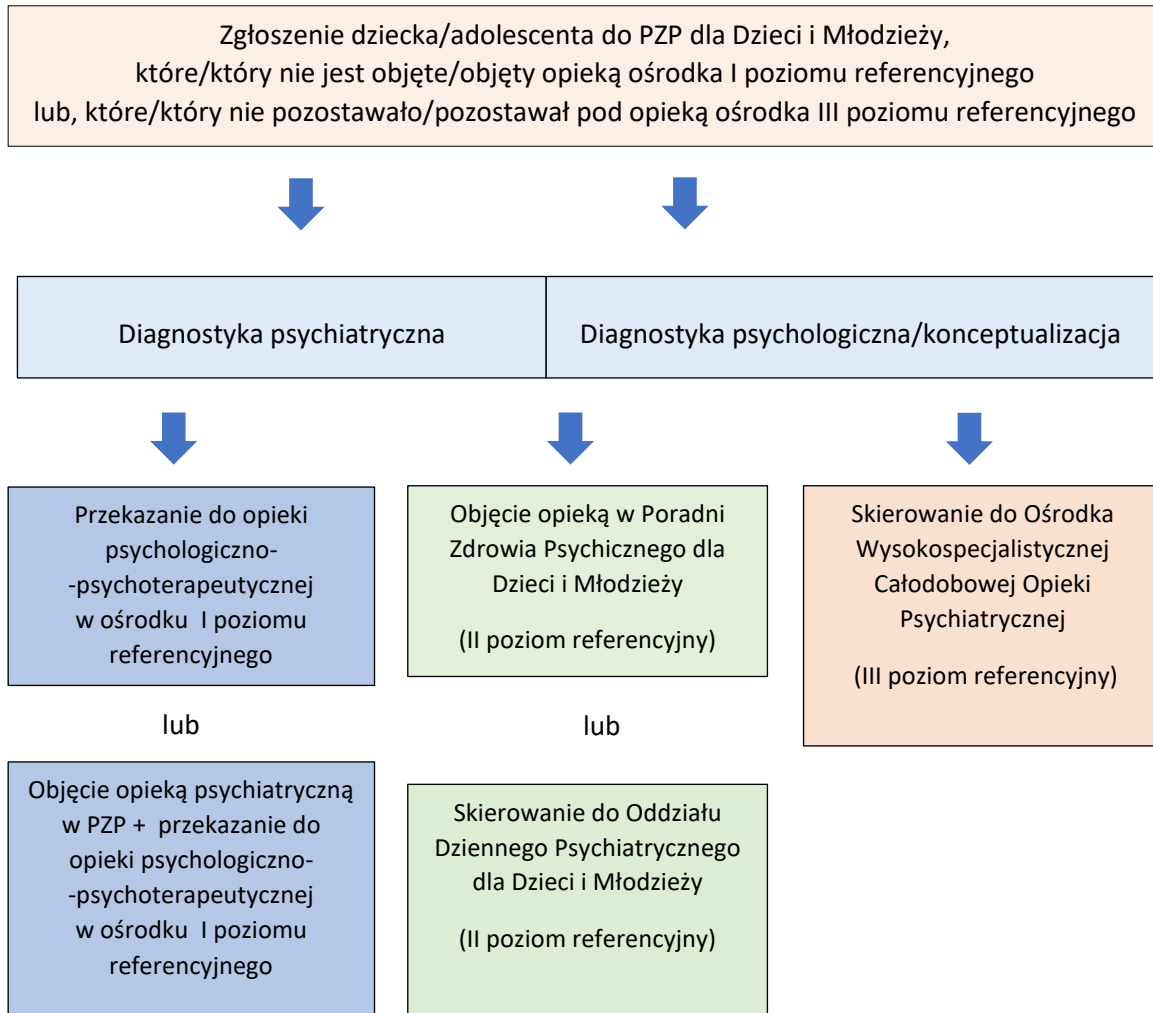 Zgłoszenie dziecka/adolescenta do PZP dla Dzieci i Młodzieży,
które/który nie jest objęte/objęty opieką ośrodka I poziomu referencyjnego
lub, które/który nie pozostawało/pozostawał pod opieką ośrodka III poziomu referencyjnego
Diagnostyka psychiatryczna
Diagnostyka psychologiczna/konceptualizacja
Przekazanie do opieki
psychologiczno-
-psychoterapeutycznej
w ośrodku I poziomu
referencyjnego
lub
Objęcie opieką psychiatryczną
w PZP + przekazanie do
opieki psychologiczno-
-psychoterapeutycznej
w ośrodku I poziomu
referencyjnego
Objęcie opieką w Poradni
Zdrowia Psychicznego dla
Dzieci i Młodzieży
(II poziom referencyjny)
lub
Skierowanie do Oddziału
Dziennego Psychiatrycznego
dla Dzieci i Młodzieży
(II poziom referencyjny)
Skierowanie do Ośrodka
Wysokospecjalistycznej
Całodobowej Opieki
Psychiatrycznej
(III poziom referencyjny)